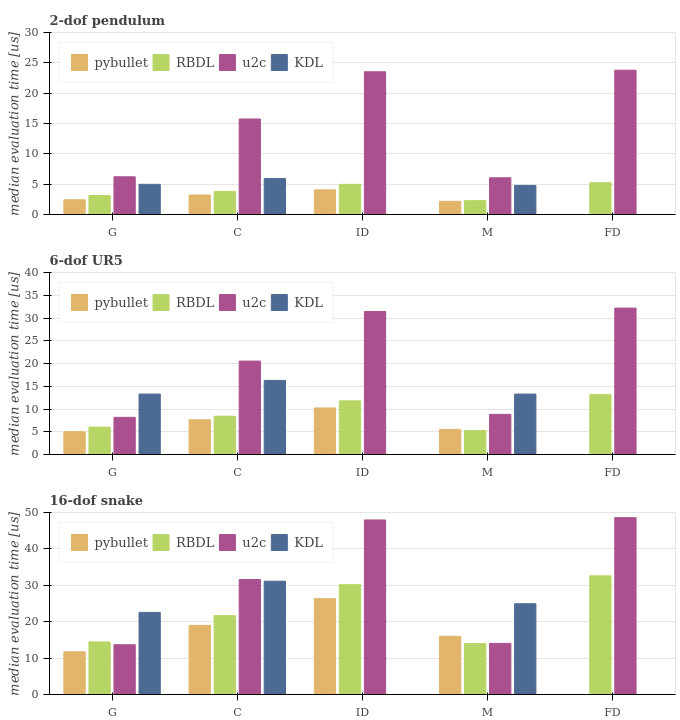 2-dof pendulum
median evaluation time [us]
30
25
20
15
10
5
0
pybullet RBDL u2c KDL
G C ID M FD
6-dof UR5
median evaluation time [us]
40
35
30
25
20
15
10
5
0
pybullet RBDL u2c KDL
G C ID M FD
16-dof snake
median evaluation time [us]
50
40
30
20
10
0
pybullet RBDL u2c KDL
G C ID M FD